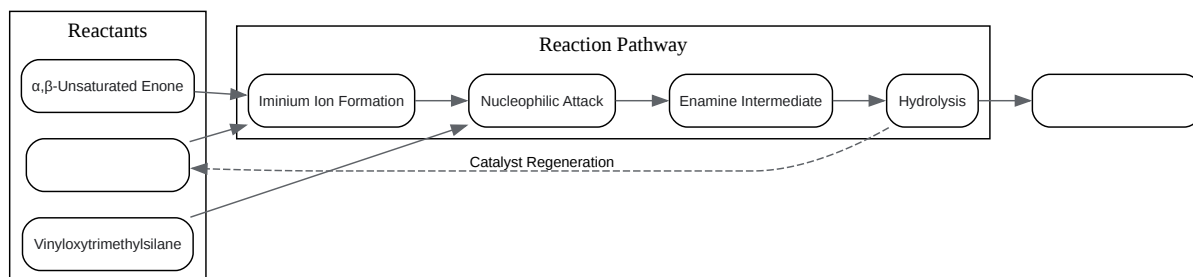 Reactants
α,β-Unsaturated Enone
Vinyloxytrimethylsilane
Reaction Pathway
Iminium Ion Formation
Nucleophilic Attack
Enamine Intermediate
Hydrolysis
Catalyst Regeneration